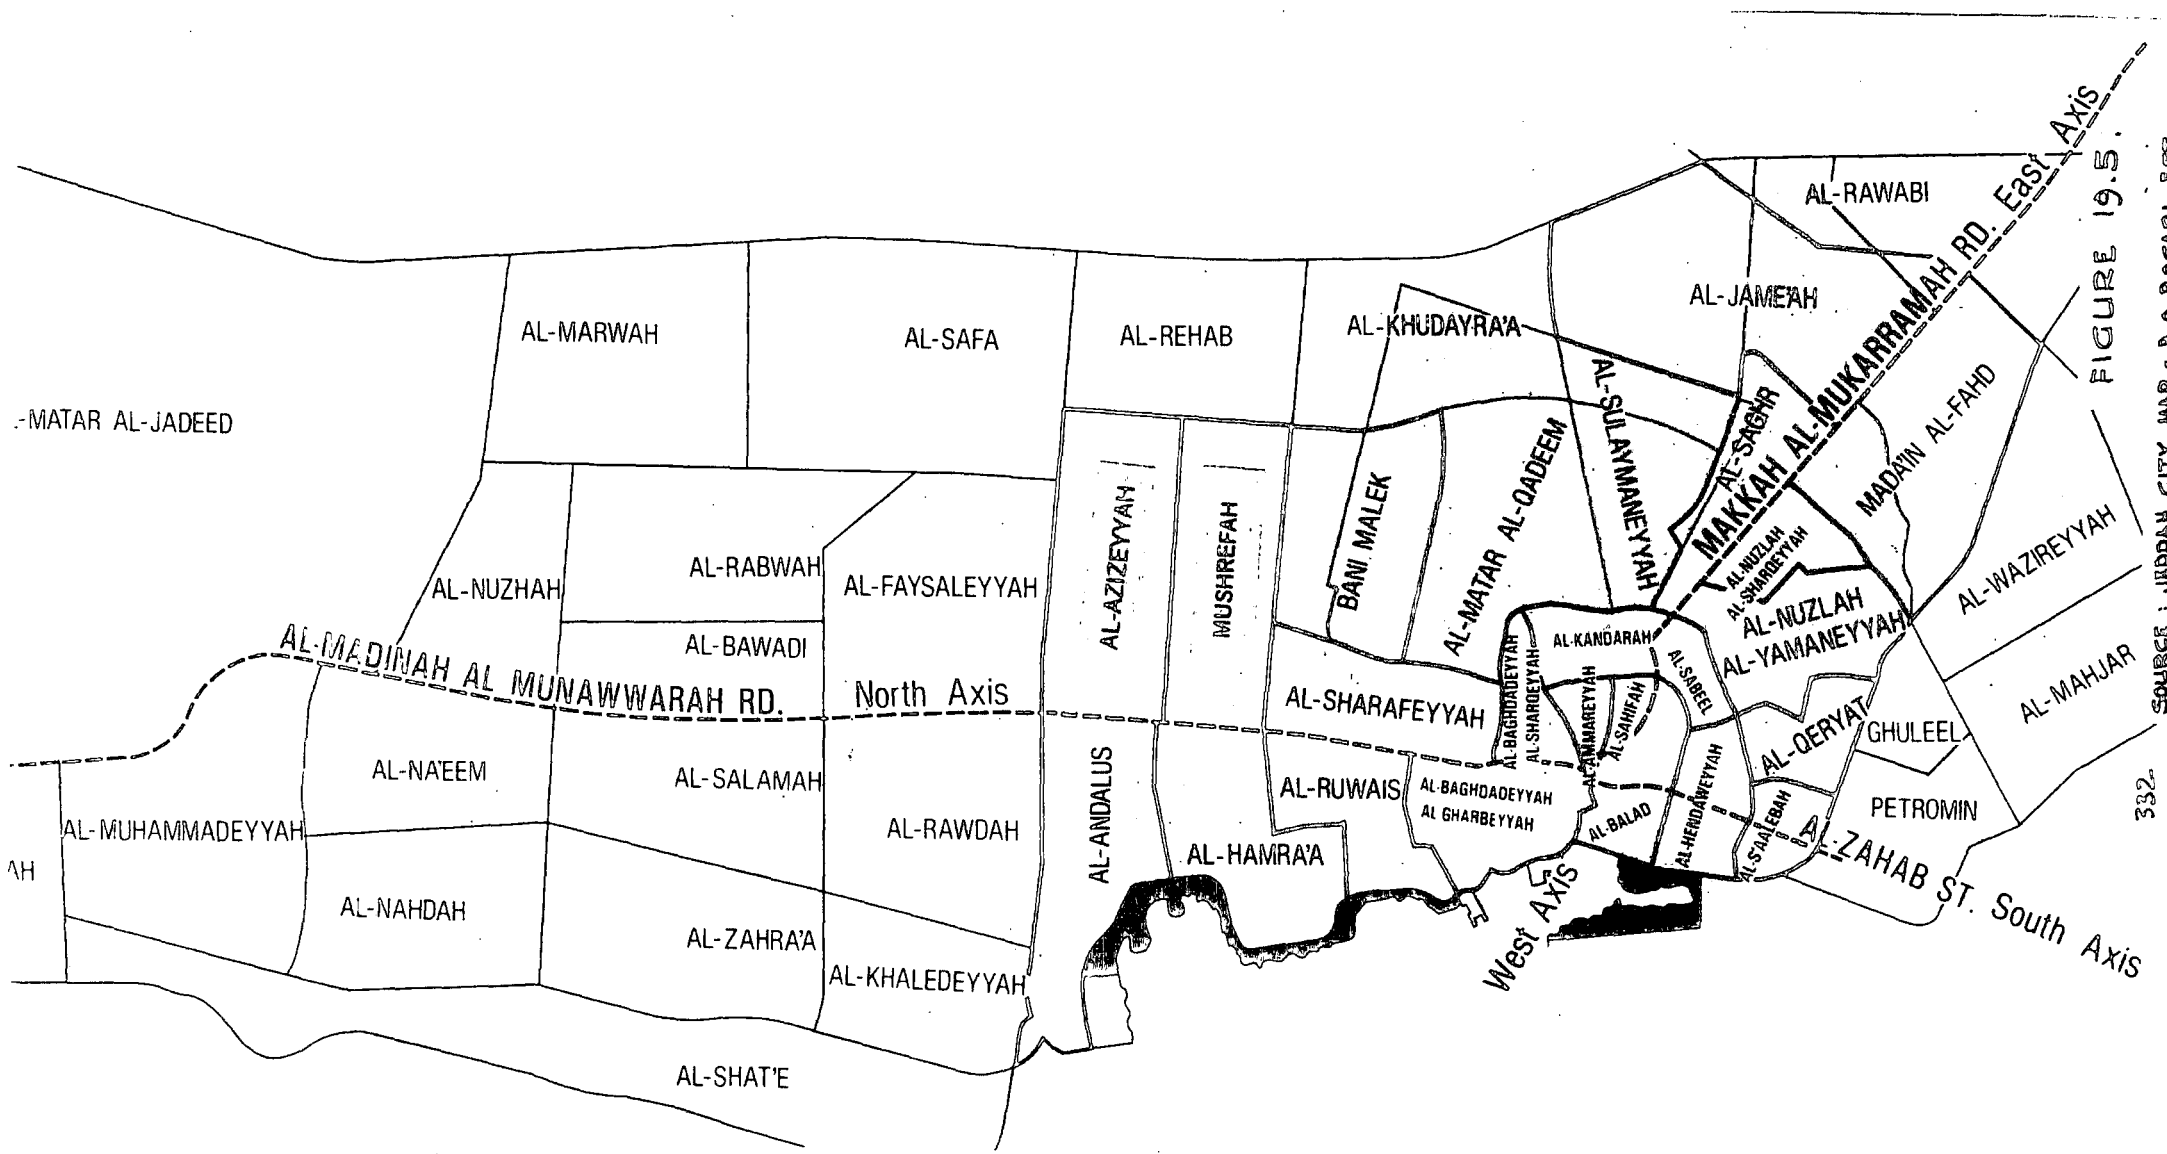 AL-RAWABI
AL-JAME'AH
AL-MARWAH
AL-SAFA
AL-REHAB
AL-KHUDAYRA'A
AL-SULAYMANEYYAH
AL-SAGHR
MAKKAH AL-MUKARRAMAH RD. East Axis
FIGURE 19.5.
-MATAR AL-JADEED
AL-AZIZEYYAH
MUSHREFAH
BANI MALEK
AL-MATAR AL-QADEEM
MADA'IN AL-FAHD
AL-NUZHAH
AL-RABWAH
AL-FAYSALEYYAH
AL-BAWADI
AL-NUZLAH
AL-SHARQEYYAH
AL-NUZLAH
AL-YAMANEYYAH
AL-WAZIREYYAH
AL-MAHJAR
AL-KANDARAH
AL-SABEEL
AL-MADINAH AL MUNAWWARAH RD. North Axis
AL-SHARAFEYYAH
AL-BAGHDADEYYAH
AL-SHARQEYYAH
AL-AMMAREYYAH
AL-SAHIFAH
AL-QERYAT
GHULEEL
PETROMIN
AL-NA'EEM
AL-SALAMAH
AL-MUHAMMADEYYAH
AL-RAWDAH
AL-ANDALUS
AL-RUWAIS
AL-BAGHDADEYYAH
AL GHARBEYYAH
AL-BALAD
AL-HENDAWEYYAH
AL-S'AALEBAH
AL-ZAHAB ST. South Axis
AH
AL-NAHDAH
AL-ZAHRA'A
AL-KHALEDEYYAH
AL-HAMRA'A
West Axis
AL-SHAT'E
SOURCE : JEDDAH CITY MAP.
332